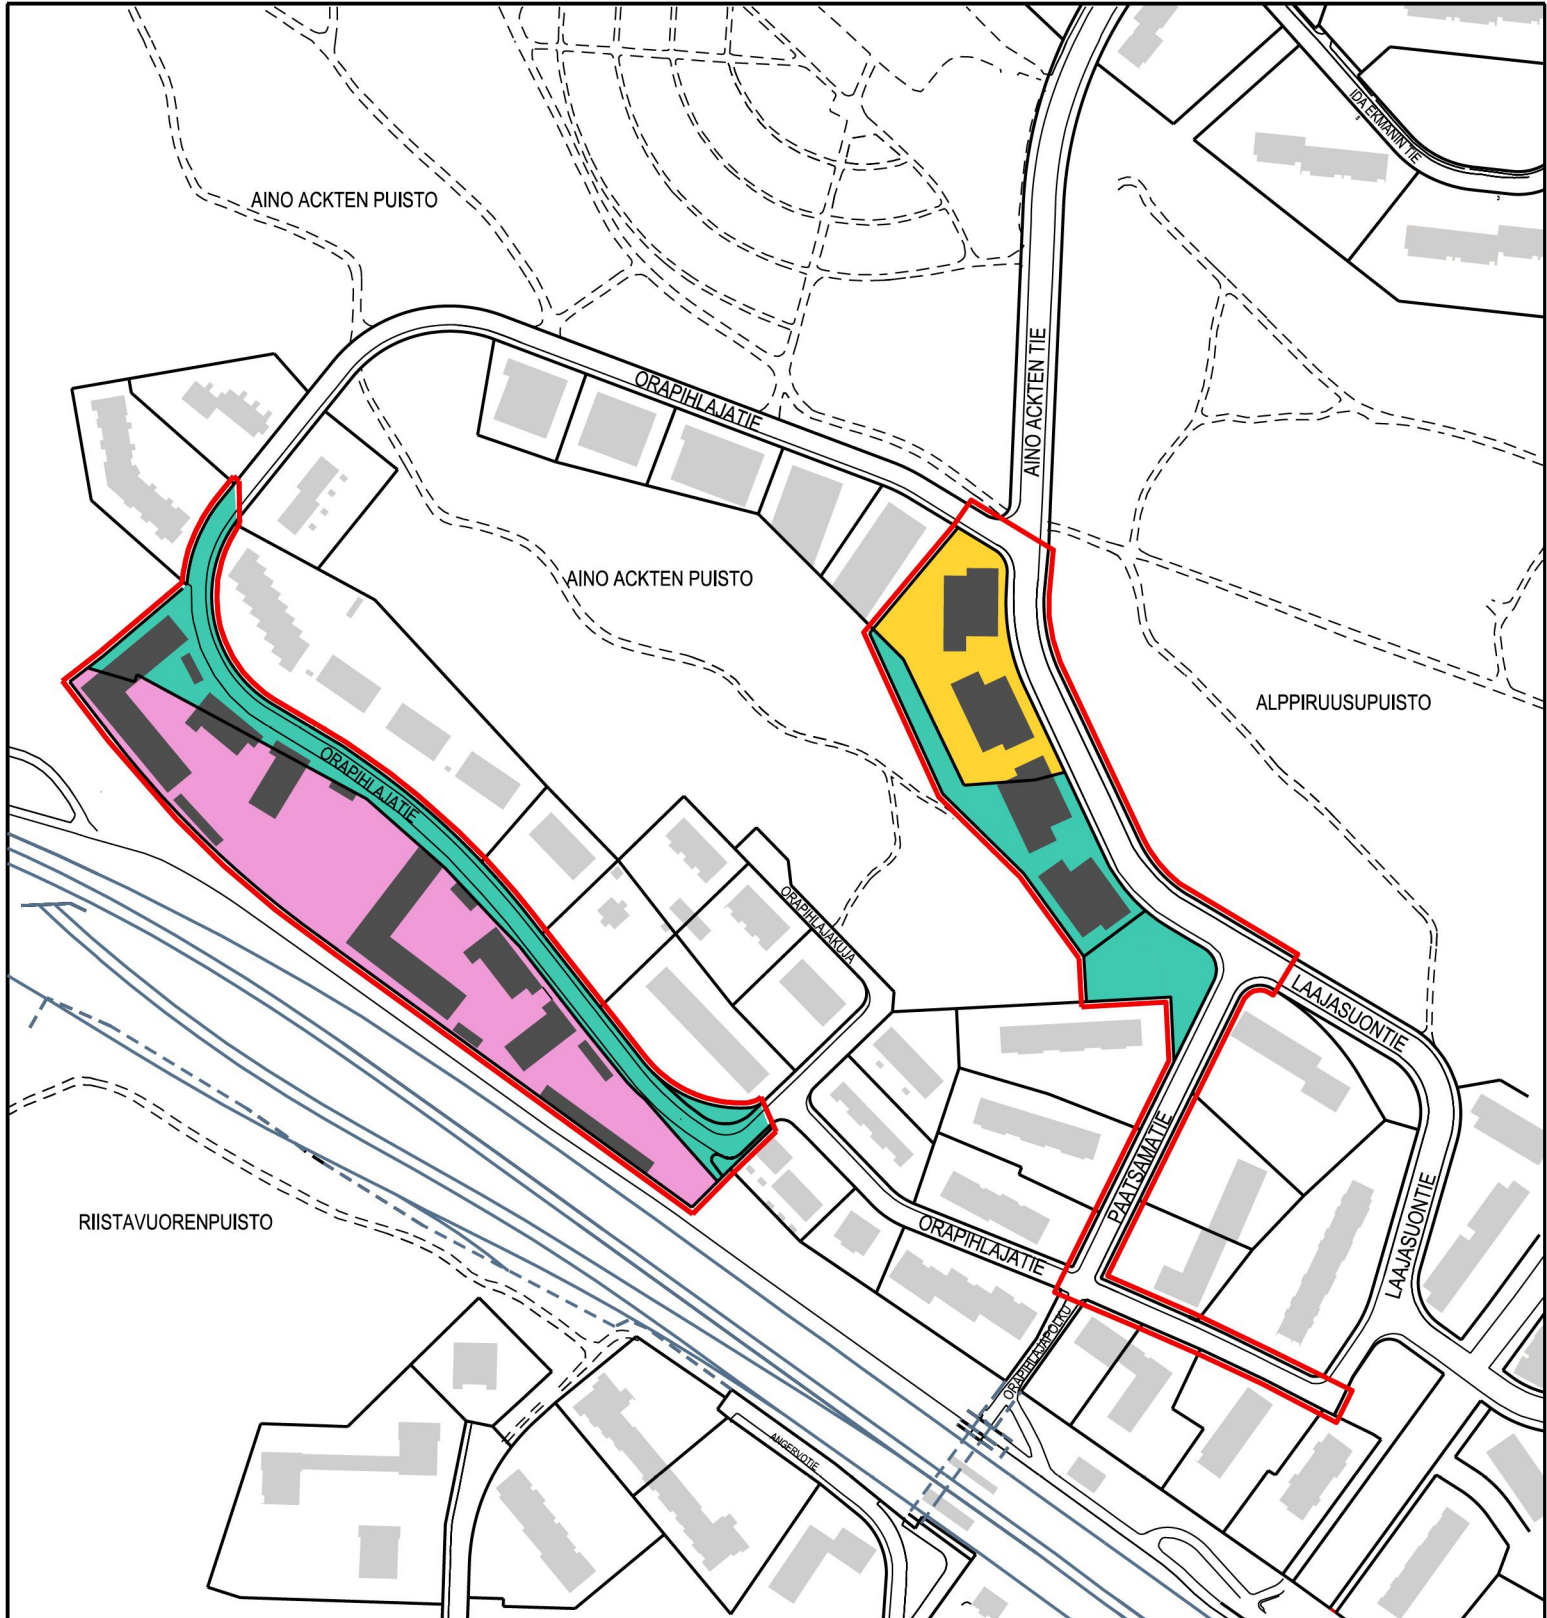 IDA EKMANIN TIE
AINO ACKTEN PUISTO
AINO ACKTEN TIE
ORAPIHLAJATIE
AINO ACKTEN PUISTO
ALPPIRUUSUPUISTO
ORAPIHLAJATIE
ORAPIHLAJAKUJA
LAAJASUONTIE
PAATSAMATIE
LAAJASUONTIE
RIISTAVUORENPUISTO
ORAPIHLAJATIE
ORAPIHLAJAPOLKU
ANGERVOTIE